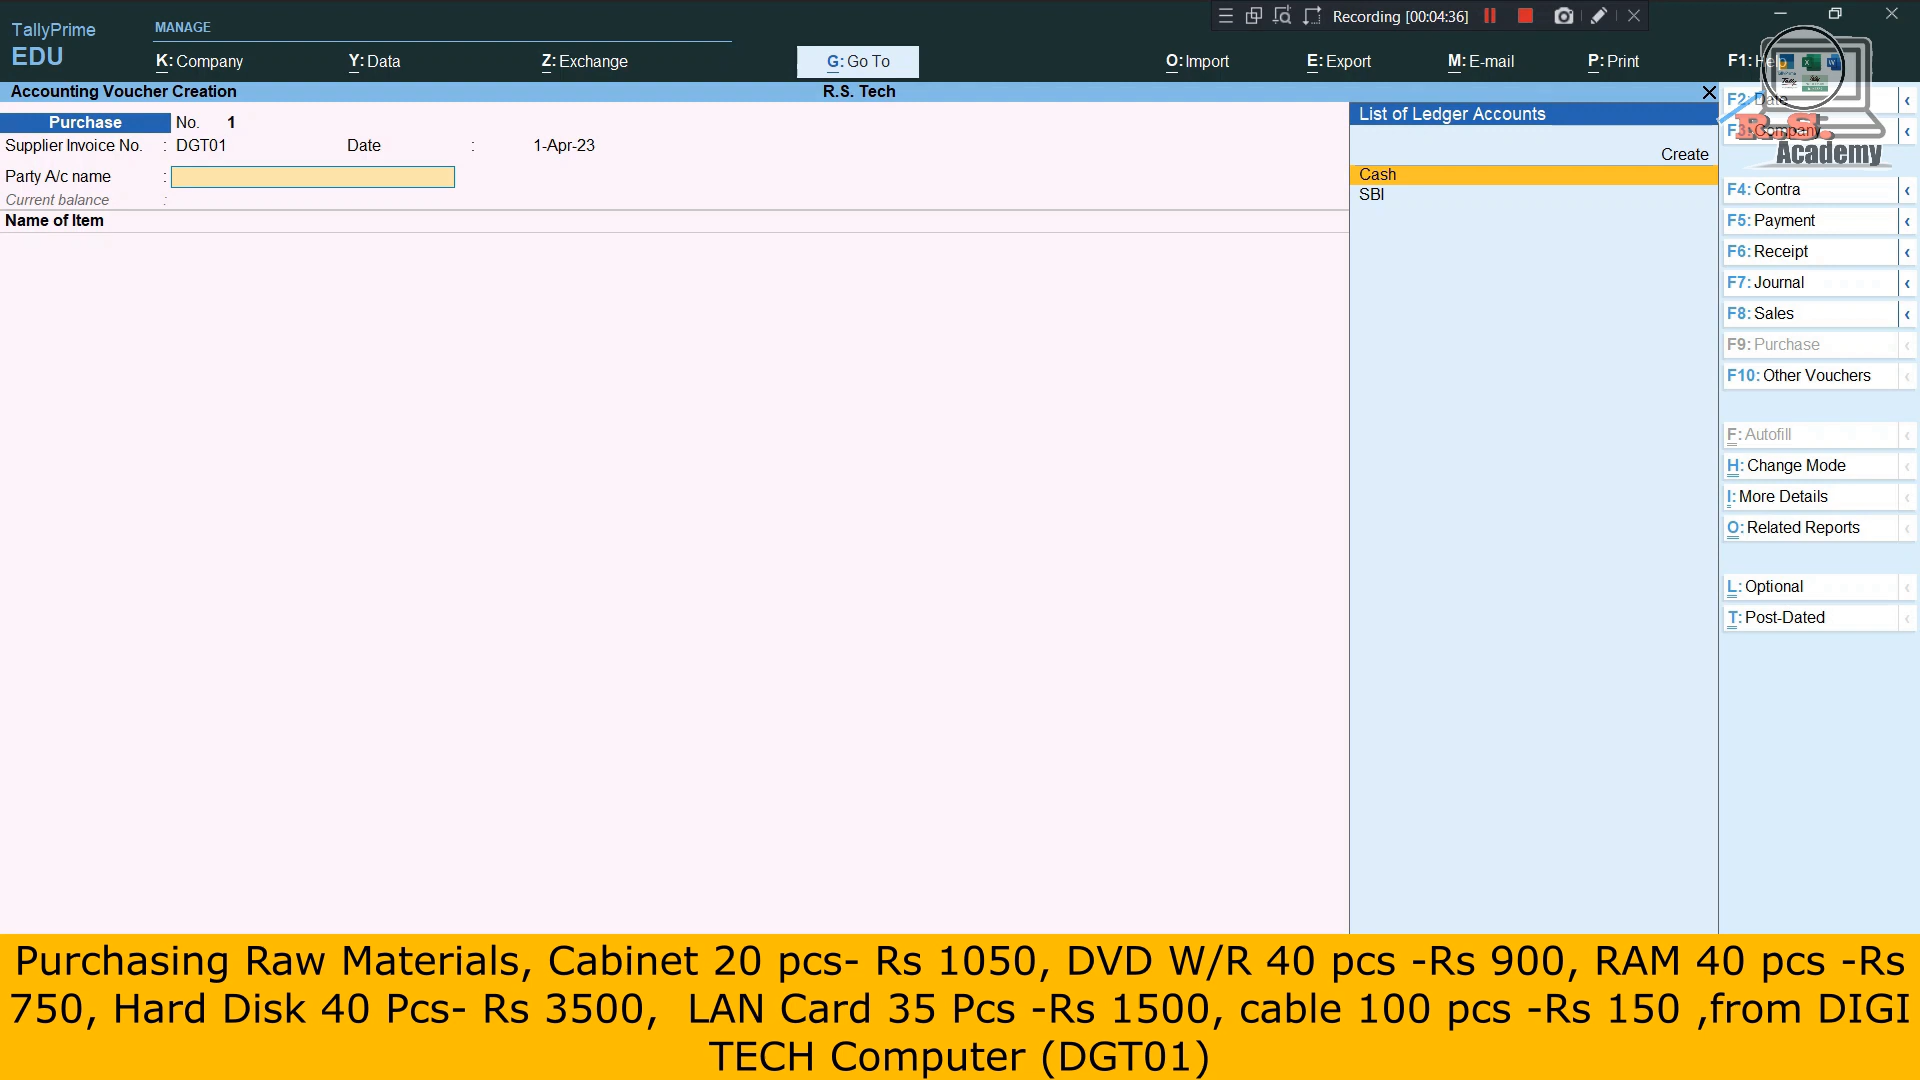 TallyPrime
EDU
MANAGE
K: Company
Y: Data
Z: Exchange
G: Go To
O: Import
E: Export
M: E-mail
P: Print
F1: Help
Recording [00:04:36]
Accounting Voucher Creation
R.S. Tech
Purchase
No. 1
Supplier Invoice No. : DGT01
Date : 1-Apr-23
Party A/c name :
Current balance :
Name of Item
List of Ledger Accounts
Create
Cash
SBI
F2: Date
F3: Company
R.S.
Academy
F4: Contra
F5: Payment
F6: Receipt
F7: Journal
F8: Sales
F9: Purchase
F10: Other Vouchers
F: Autofill
H: Change Mode
I: More Details
O: Related Reports
L: Optional
T: Post-Dated
Purchasing Raw Materials, Cabinet 20 pcs- Rs 1050, DVD W/R 40 pcs -Rs 900, RAM 40 pcs -Rs
750, Hard Disk 40 Pcs- Rs 3500, LAN Card 35 Pcs -Rs 1500, cable 100 pcs -Rs 150 ,from DIGI
TECH Computer (DGT01)